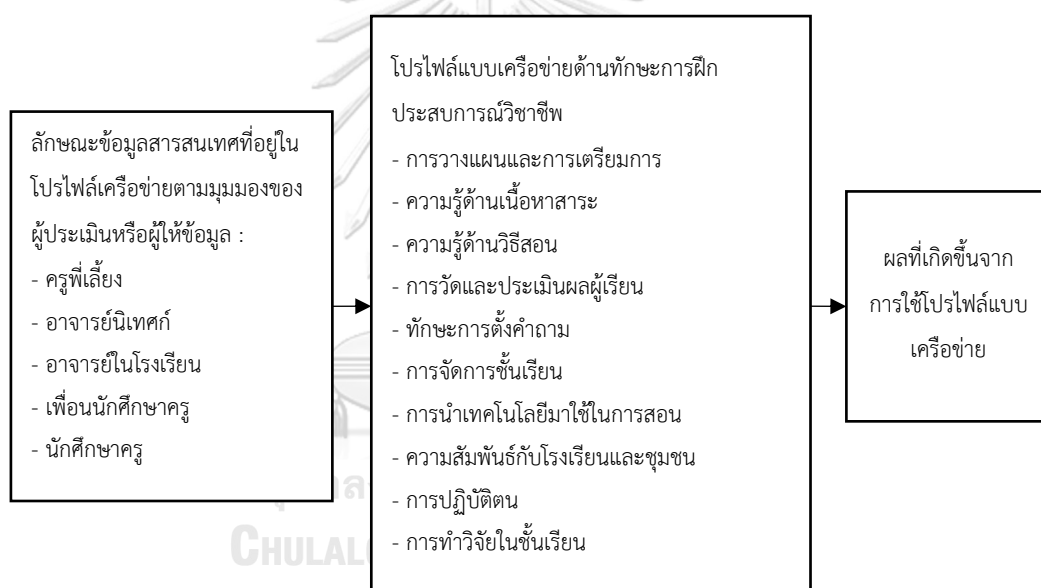 ลักษณะข้อมูลสารสนเทศที่อยู่ใน
โปรไฟล์เครือข่ายตามมุมมองของ
ผู้ประเมินหรือผู้ให้ข้อมูล :
- ครูพี่เลี้ยง
- อาจารย์นิเทศก์
- อาจารย์ในโรงเรียน
- เพื่อนนักศึกษาครู
- นักศึกษาครู
โปรไฟล์แบบเครือข่ายด้านทักษะการฝึก
ประสบการณ์วิชาชีพ
- การวางแผนและการเตรียมการ
- ความรู้ด้านเนื้อหาสาระ
- ความรู้ด้านวิธีสอน
- การวัดและประเมินผลผู้เรียน
- ทักษะการตั้งคำถาม
- การจัดการชั้นเรียน
- การนำเทคโนโลยีมาใช้ในการสอน
- ความสัมพันธ์กับโรงเรียนและชุมชน
- การปฏิบัติตน
- การทำวิจัยในชั้นเรียน
ผลที่เกิดขึ้นจาก
การใช้โปรไฟล์แบบ
เครือข่าย
CHULAL